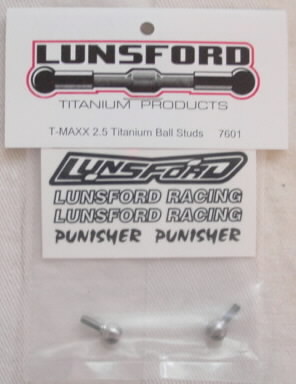 LUNSFORD
TITANIUM PRODUCTS
T-MAXX 2.5 Titanium Ball Studs 7601
LUNSFORD
LUNSFORD RACING
LUNSFORD RACING
PUNISHER PUNISHER